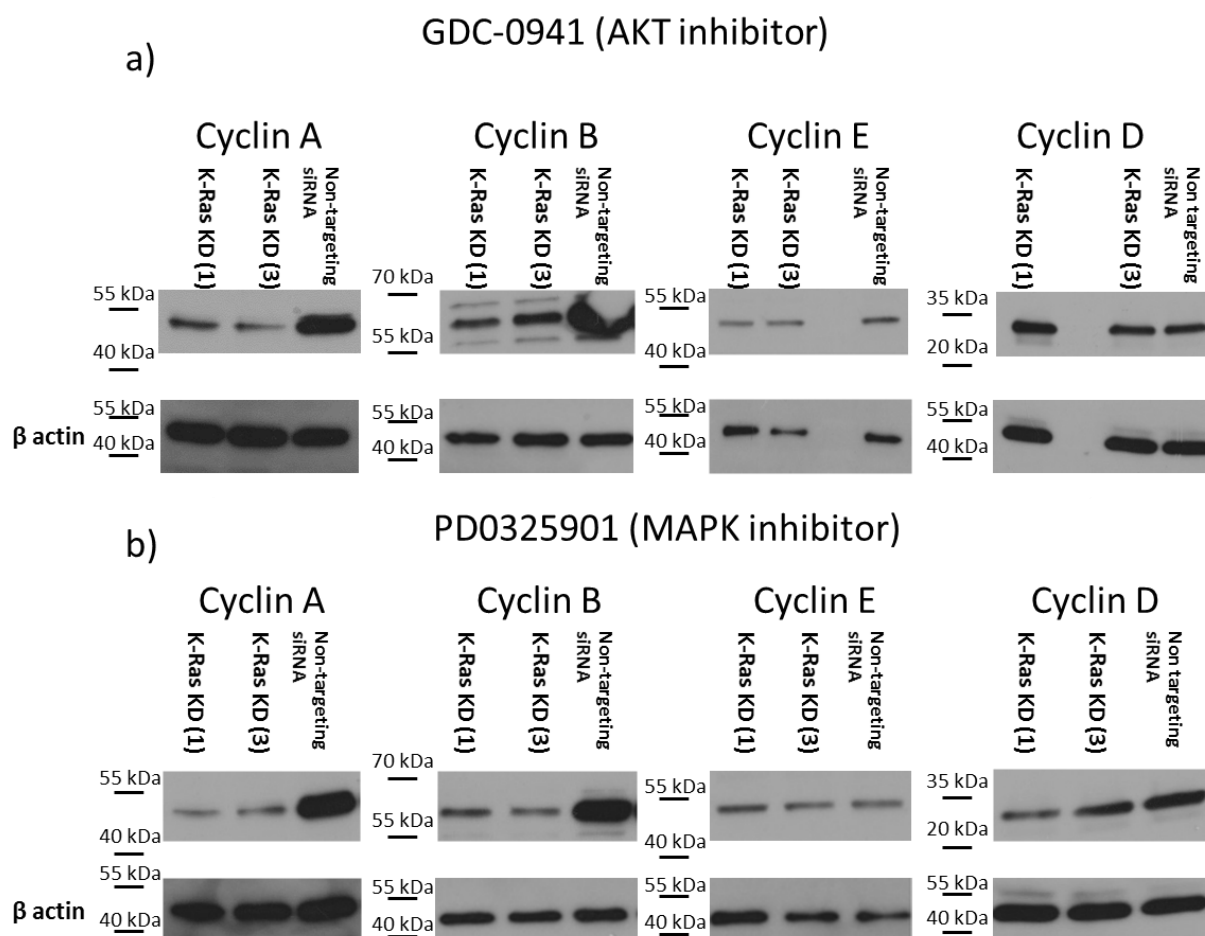 GDC-0941 (AKT inhibitor)
a)
Cyclin A
Cyclin B
Cyclin E
Cyclin D
K-Ras KD (1)
K-Ras KD (3)
Non-targeting
siRNA
K-Ras KD (1)
K-Ras KD (3)
Non-targeting
siRNA
K-Ras KD (1)
K-Ras KD (3)
Non-targeting
siRNA
K-Ras KD (1)
K-Ras KD (3)
Non targeting
siRNA
55 kDa
40 kDa
70 kDa
55 kDa
55 kDa
40 kDa
35 kDa
20 kDa
β actin
55 kDa
40 kDa
55 kDa
40 kDa
55 kDa
40 kDa
55 kDa
40 kDa
PD0325901 (MAPK inhibitor)
b)
Cyclin A
Cyclin B
Cyclin E
Cyclin D
K-Ras KD (1)
K-Ras KD (3)
Non-targeting
siRNA
K-Ras KD (1)
K-Ras KD (3)
Non-targeting
siRNA
K-Ras KD (1)
K-Ras KD (3)
Non-targeting
siRNA
K-Ras KD (1)
K-Ras KD (3)
Non targeting
siRNA
55 kDa
40 kDa
70 kDa
55 kDa
55 kDa
40 kDa
35 kDa
20 kDa
β actin
55 kDa
40 kDa
55 kDa
40 kDa
55 kDa
40 kDa
55 kDa
40 kDa